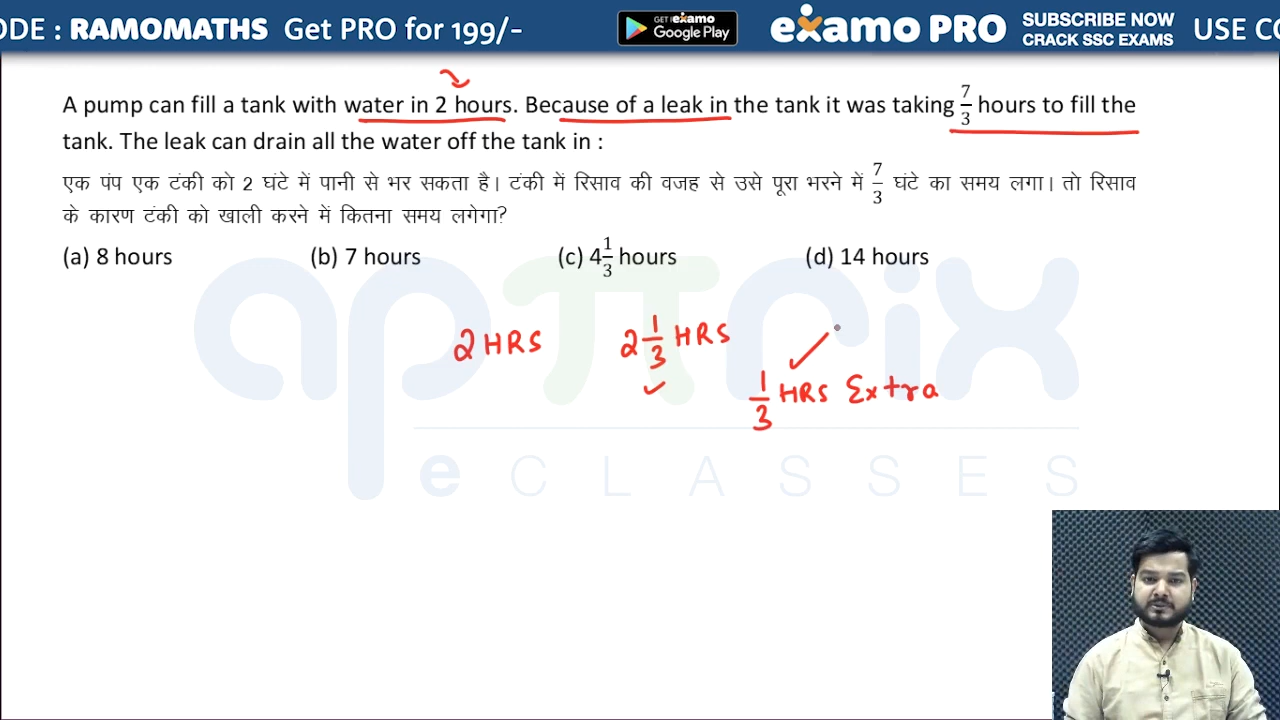 ODE : RAMOMATHS Get PRO for 199/-
GET IT ON examo
Google Play
examo PRO
SUBSCRIBE NOW
CRACK SSC EXAMS
USE CO
A pump can fill a tank with water in 2 hours. Because of a leak in the tank it was taking 7/3 hours to fill the
tank. The leak can drain all the water off the tank in :
एक पंप एक टंकी को 2 घंटे में पानी से भर सकता है। टंकी में रिसाव की वजह से उसे पूरा भरने में 7/3 घंटे का समय लगा। तो रिसाव
के कारण टंकी को खाली करने में कितना समय लगेगा?
(a) 8 hours (b) 7 hours (c) 4 1/3 hours (d) 14 hours
2 HRS 2 1/3 HRS
1/3 HRS Extra
apππrix
e CLASSES